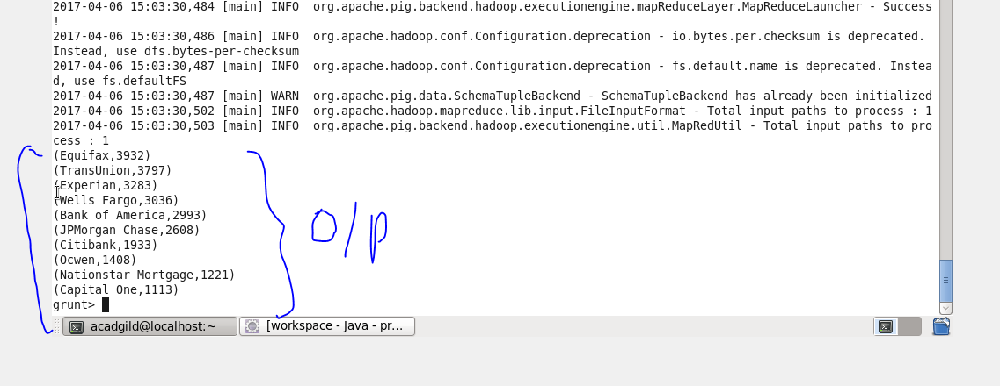 2017-04-06 15:03:30,484 [main] INFO  org.apache.pig.backend.hadoop.executionengine.mapReduceLayer.MapReduceLauncher - Success
!
2017-04-06 15:03:30,486 [main] INFO  org.apache.hadoop.conf.Configuration.deprecation - io.bytes.per.checksum is deprecated.
Instead, use dfs.bytes-per-checksum
2017-04-06 15:03:30,487 [main] INFO  org.apache.hadoop.conf.Configuration.deprecation - fs.default.name is deprecated. Instea
d, use fs.defaultFS
2017-04-06 15:03:30,487 [main] WARN  org.apache.pig.data.SchemaTupleBackend - SchemaTupleBackend has already been initialized
2017-04-06 15:03:30,502 [main] INFO  org.apache.hadoop.mapreduce.lib.input.FileInputFormat - Total input paths to process : 1
2017-04-06 15:03:30,503 [main] INFO  org.apache.pig.backend.hadoop.executionengine.util.MapRedUtil - Total input paths to pro
cess : 1
(Equifax,3932)
(TransUnion,3797)
(Experian,3283)
(Wells Fargo,3036)
(Bank of America,2993)
(JPMorgan Chase,2608)
(Citibank,1933)
(Ocwen,1408)
(Nationstar Mortgage,1221)
(Capital One,1113)
grunt>
O/P
acadgild@localhost:~
[workspace - Java - pr...